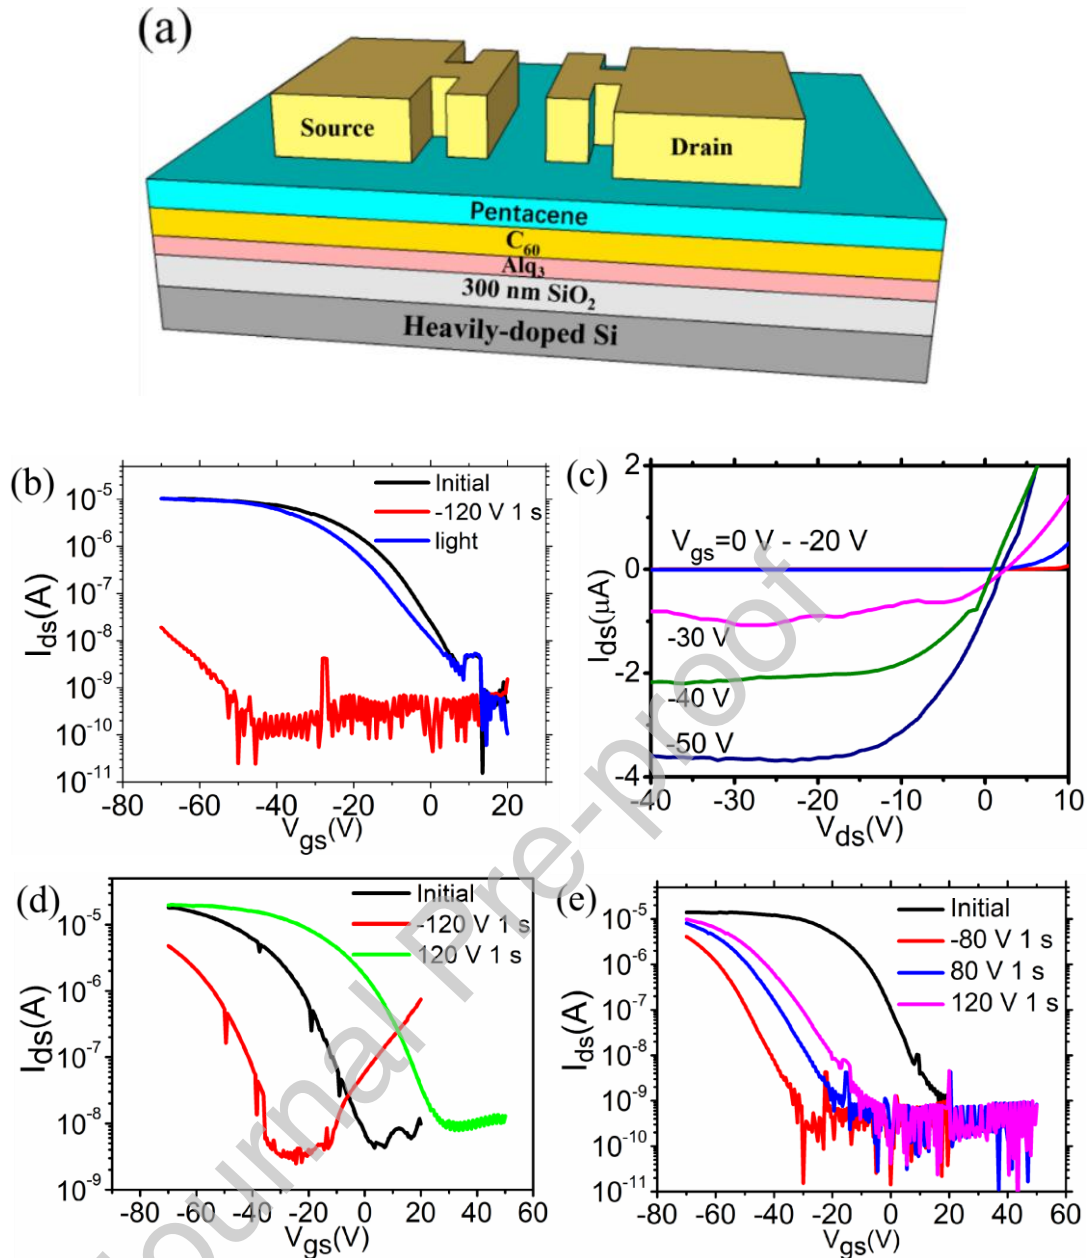 (a)
Source
Drain
Pentacene
C₆₀
Alq₃
300 nm SiO₂
Heavily-doped Si
(b)
Initial
-120 V 1 s
light
10⁻⁵
10⁻⁶
10⁻⁷
10⁻⁸
10⁻⁹
10⁻¹⁰
10⁻¹¹
Ids(A)
-80 -60 -40 -20 0 20
Vgs(V)
(c)
Vgs=0 V - -20 V
-30 V
-40 V
-50 V
2
0
-2
-4
Ids(μA)
-40 -30 -20 -10 0 10
Vds(V)
(d)
Initial
-120 V 1 s
120 V 1 s
10⁻⁵
10⁻⁶
10⁻⁷
10⁻⁸
10⁻⁹
Ids(A)
-80 -60 -40 -20 0 20 40 60
Vgs(V)
(e)
Initial
-80 V 1 s
80 V 1 s
120 V 1 s
10⁻⁵
10⁻⁶
10⁻⁷
10⁻⁸
10⁻⁹
10⁻¹⁰
10⁻¹¹
Ids(A)
-80 -60 -40 -20 0 20 40 60
Vgs(V)
Journal Pre-proof